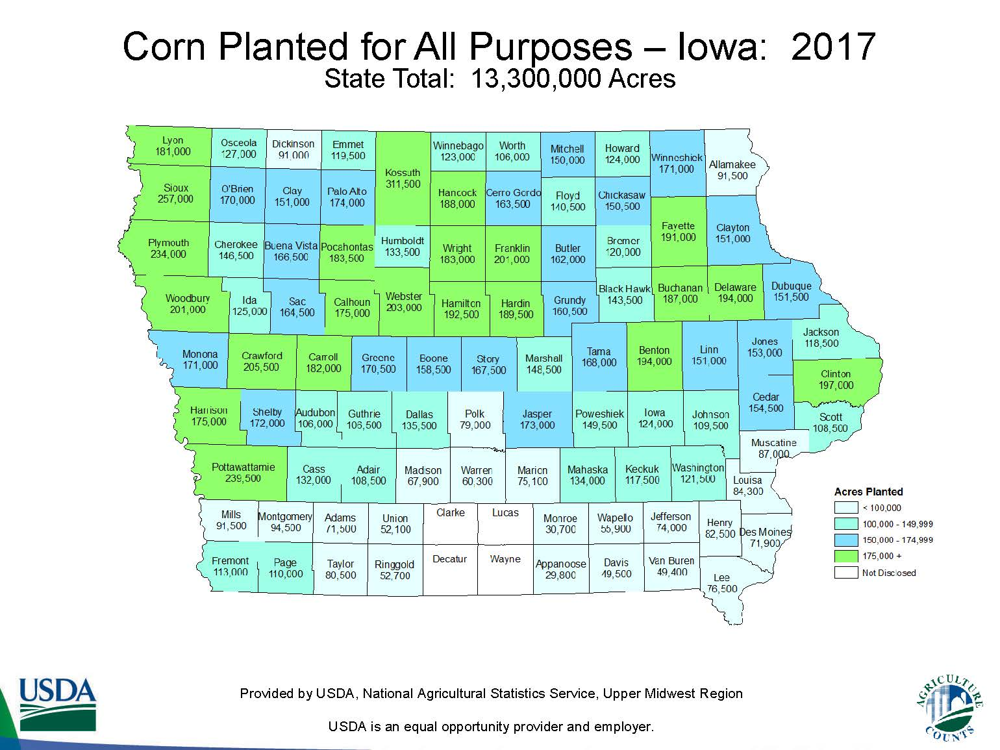 Corn Planted for All Purposes – Iowa: 2017
State Total: 13,300,000 Acres
Lyon
181,000
Osceola
127,000
Dickinson
91,000
Emmet
119,500
Kossuth
311,500
Winnebago
123,000
Worth
106,000
Mitchell
150,000
Howard
124,000
Winneshiek
171,000
Allamakee
91,500
Sioux
257,000
O'Brien
170,000
Clay
151,000
Palo Alto
174,000
Hancock
188,000
Cerro Gordo
163,500
Floyd
140,500
Chickasaw
150,500
Fayette
191,000
Clayton
151,000
Plymouth
234,000
Cherokee
146,500
Buena Vista
166,500
Pocahontas
183,500
Humboldt
133,500
Wright
183,000
Franklin
201,000
Butler
162,000
Bremer
120,000
Woodbury
201,000
Ida
125,000
Sac
164,500
Calhoun
175,000
Webster
203,000
Hamilton
192,500
Hardin
189,500
Grundy
160,500
Black Hawk
143,500
Buchanan
187,000
Delaware
194,000
Dubuque
151,500
Monona
171,000
Crawford
205,500
Carroll
182,000
Greene
170,500
Boone
158,500
Story
167,500
Marshall
148,500
Tama
168,000
Benton
194,000
Linn
151,000
Jones
153,000
Jackson
118,500
Clinton
197,000
Harrison
175,000
Shelby
172,000
Audubon
106,000
Guthrie
106,500
Dallas
135,500
Polk
79,000
Jasper
173,000
Poweshiek
149,500
Iowa
124,000
Johnson
109,500
Cedar
154,500
Scott
108,500
Muscatine
87,000
Pottawattamie
239,500
Cass
132,000
Adair
108,500
Madison
67,900
Warren
60,300
Marion
75,100
Mahaska
134,000
Keokuk
117,500
Washington
121,500
Louisa
84,300
Mills
91,500
Montgomery
94,500
Adams
71,500
Union
52,100
Clarke
Lucas
Monroe
30,700
Wapello
55,900
Jefferson
74,000
Henry
82,500
Des Moines
71,900
Fremont
113,000
Page
110,000
Taylor
80,500
Ringgold
52,700
Decatur
Wayne
Appanoose
29,800
Davis
49,500
Van Buren
49,400
Lee
76,500
Acres Planted
< 100,000
100,000 - 149,999
150,000 - 174,999
175,000 +
Not Disclosed
USDA
Provided by USDA, National Agricultural Statistics Service, Upper Midwest Region
USDA is an equal opportunity provider and employer.
AGRICULTURE
COUNTS